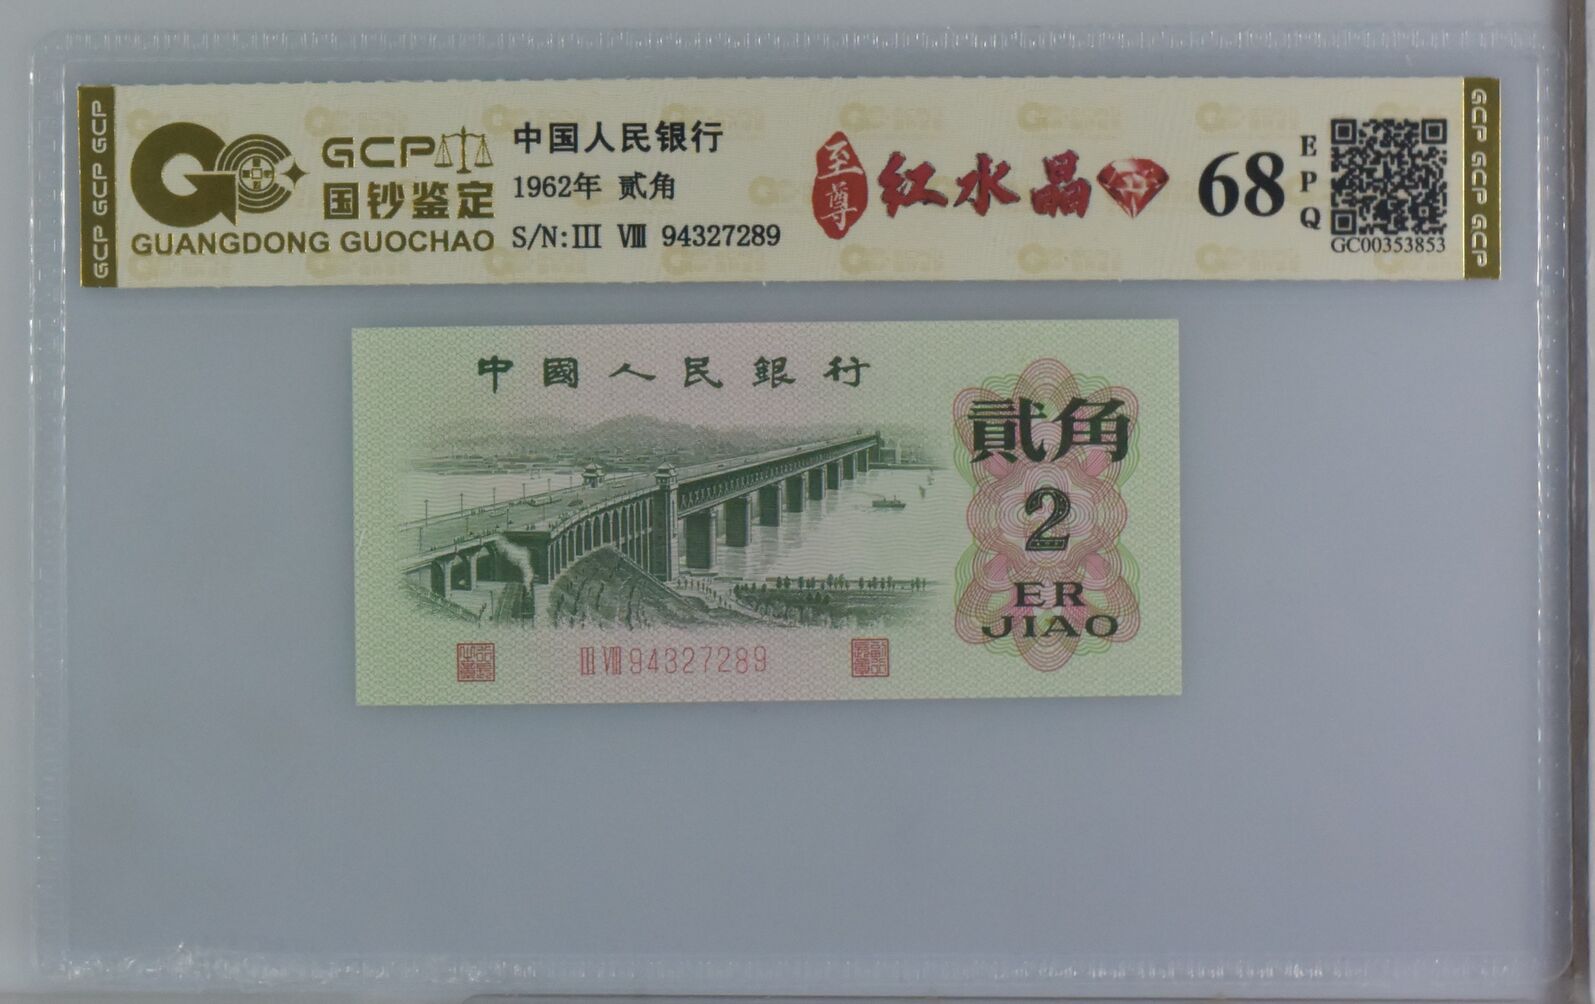 GCP GCP GCP
GCP
国钞鉴定
GUANGDONG GUOCHAO
中国人民银行
1962年 贰角
S/N:III VIII 94327289
至尊
红水晶
68
EPQ
GC00353853
GCP GCP GCP
中國人民銀行
貳角
2
ER
JIAO
III VIII 94327289